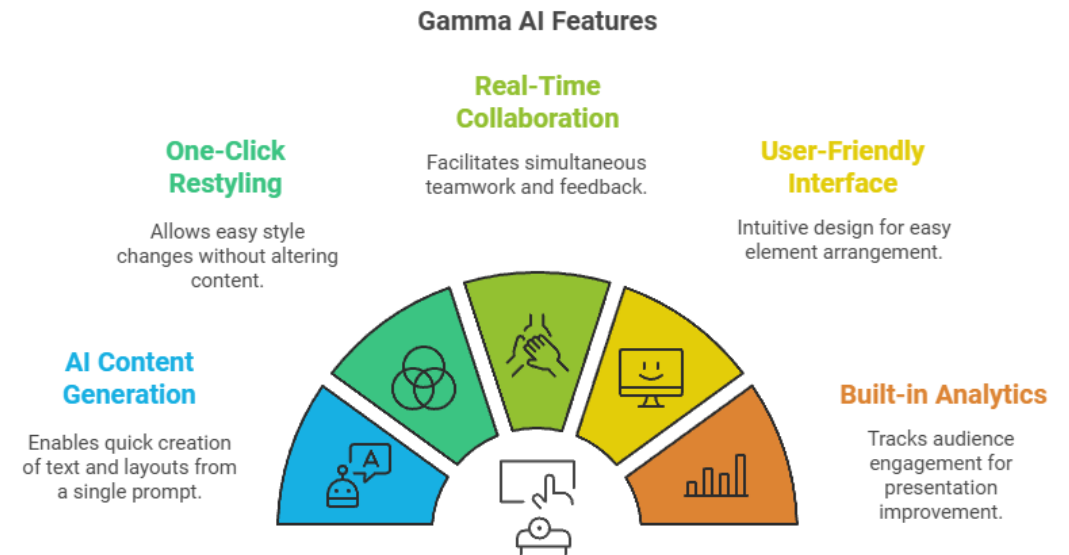 Gamma AI Features
Real-Time
Collaboration
Facilitates simultaneous
teamwork and feedback.
One-Click
Restyling
Allows easy style
changes without altering
content.
User-Friendly
Interface
Intuitive design for easy
element arrangement.
AI Content
Generation
Enables quick creation
of text and layouts from
a single prompt.
A
Built-in Analytics
Tracks audience
engagement for
presentation
improvement.